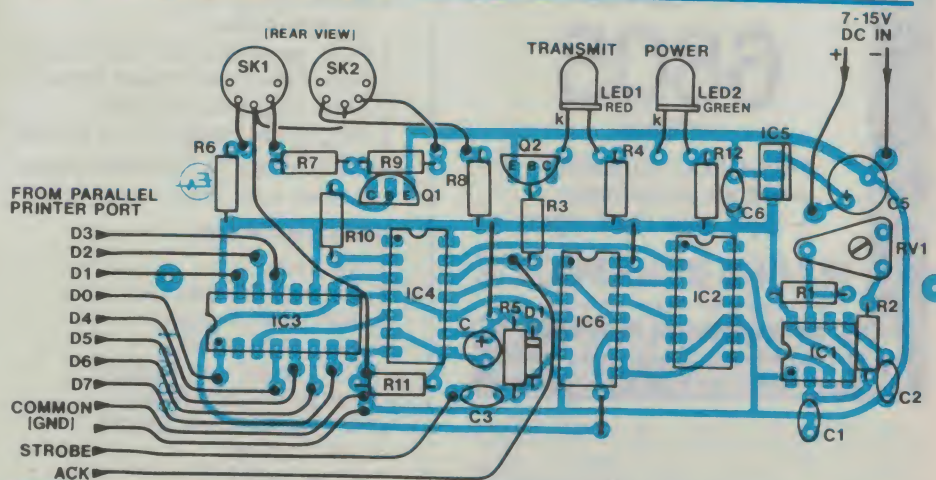 7-15V
DC IN
+ −
(REAR VIEW)
SK1
SK2
TRANSMIT
POWER
LED1
RED
LED2
GREEN
k
k
IC5
R6
R7
R9
Q2
E B C
R4
R12
C B E
Q1
R8
+
C5
C6
FROM PARALLEL
PRINTER PORT
R3
R10
RV1
D3
D2
D1
D0
D4
D5
D6
D7
COMMON
(GND)
STROBE
ACK
IC3
IC4
C
+
R5
D1
IC6
IC2
R1
R2
IC1
R11
C3
C2
C1